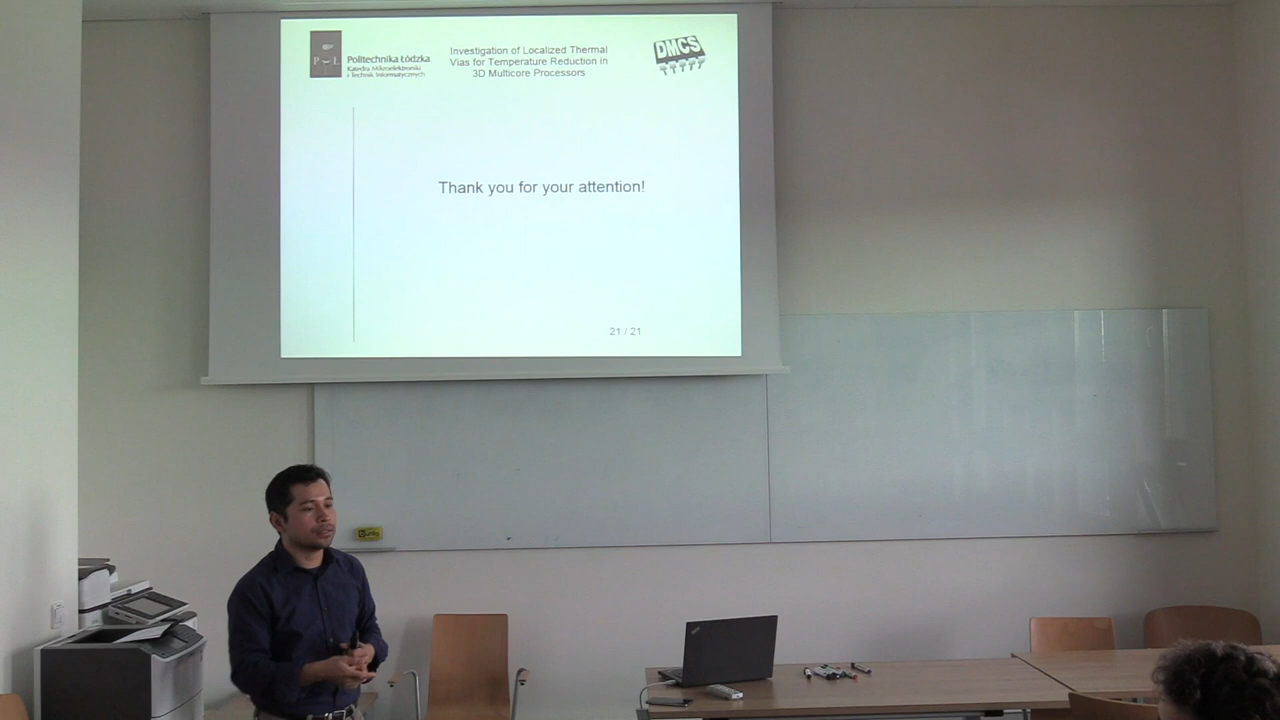 P Ł
Politechnika Łódzka
Katedra Mikroelektroniki
i Technik Informatycznych
Investigation of Localized Thermal
Vias for Temperature Reduction in
3D Multicore Processors
DMCS
Thank you for your attention!
21 / 21